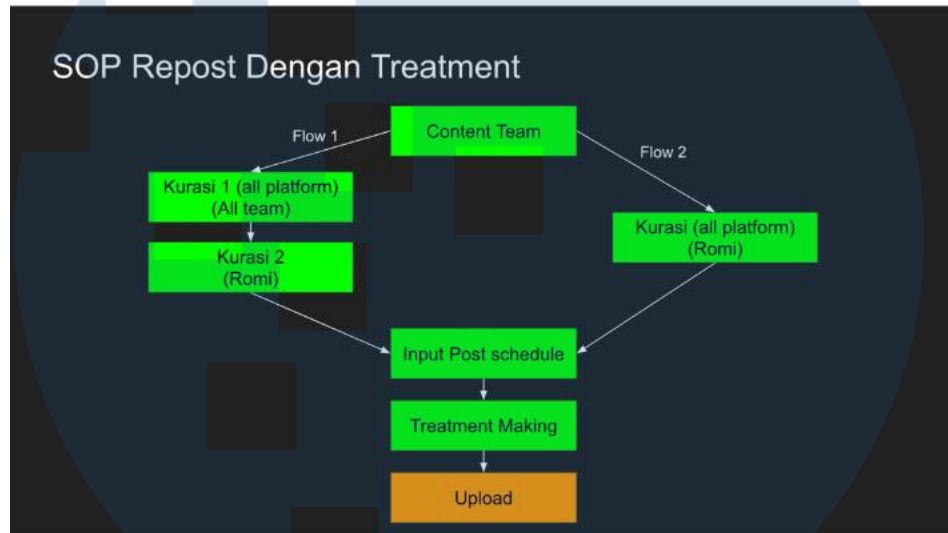 SOP Repost Dengan Treatment
Content Team
Flow 1
Flow 2
Kurasi 1 (all platform)
(All team)
Kurasi 2
(Romi)
Kurasi (all platform)
(Romi)
Input Post schedule
Treatment Making
Upload